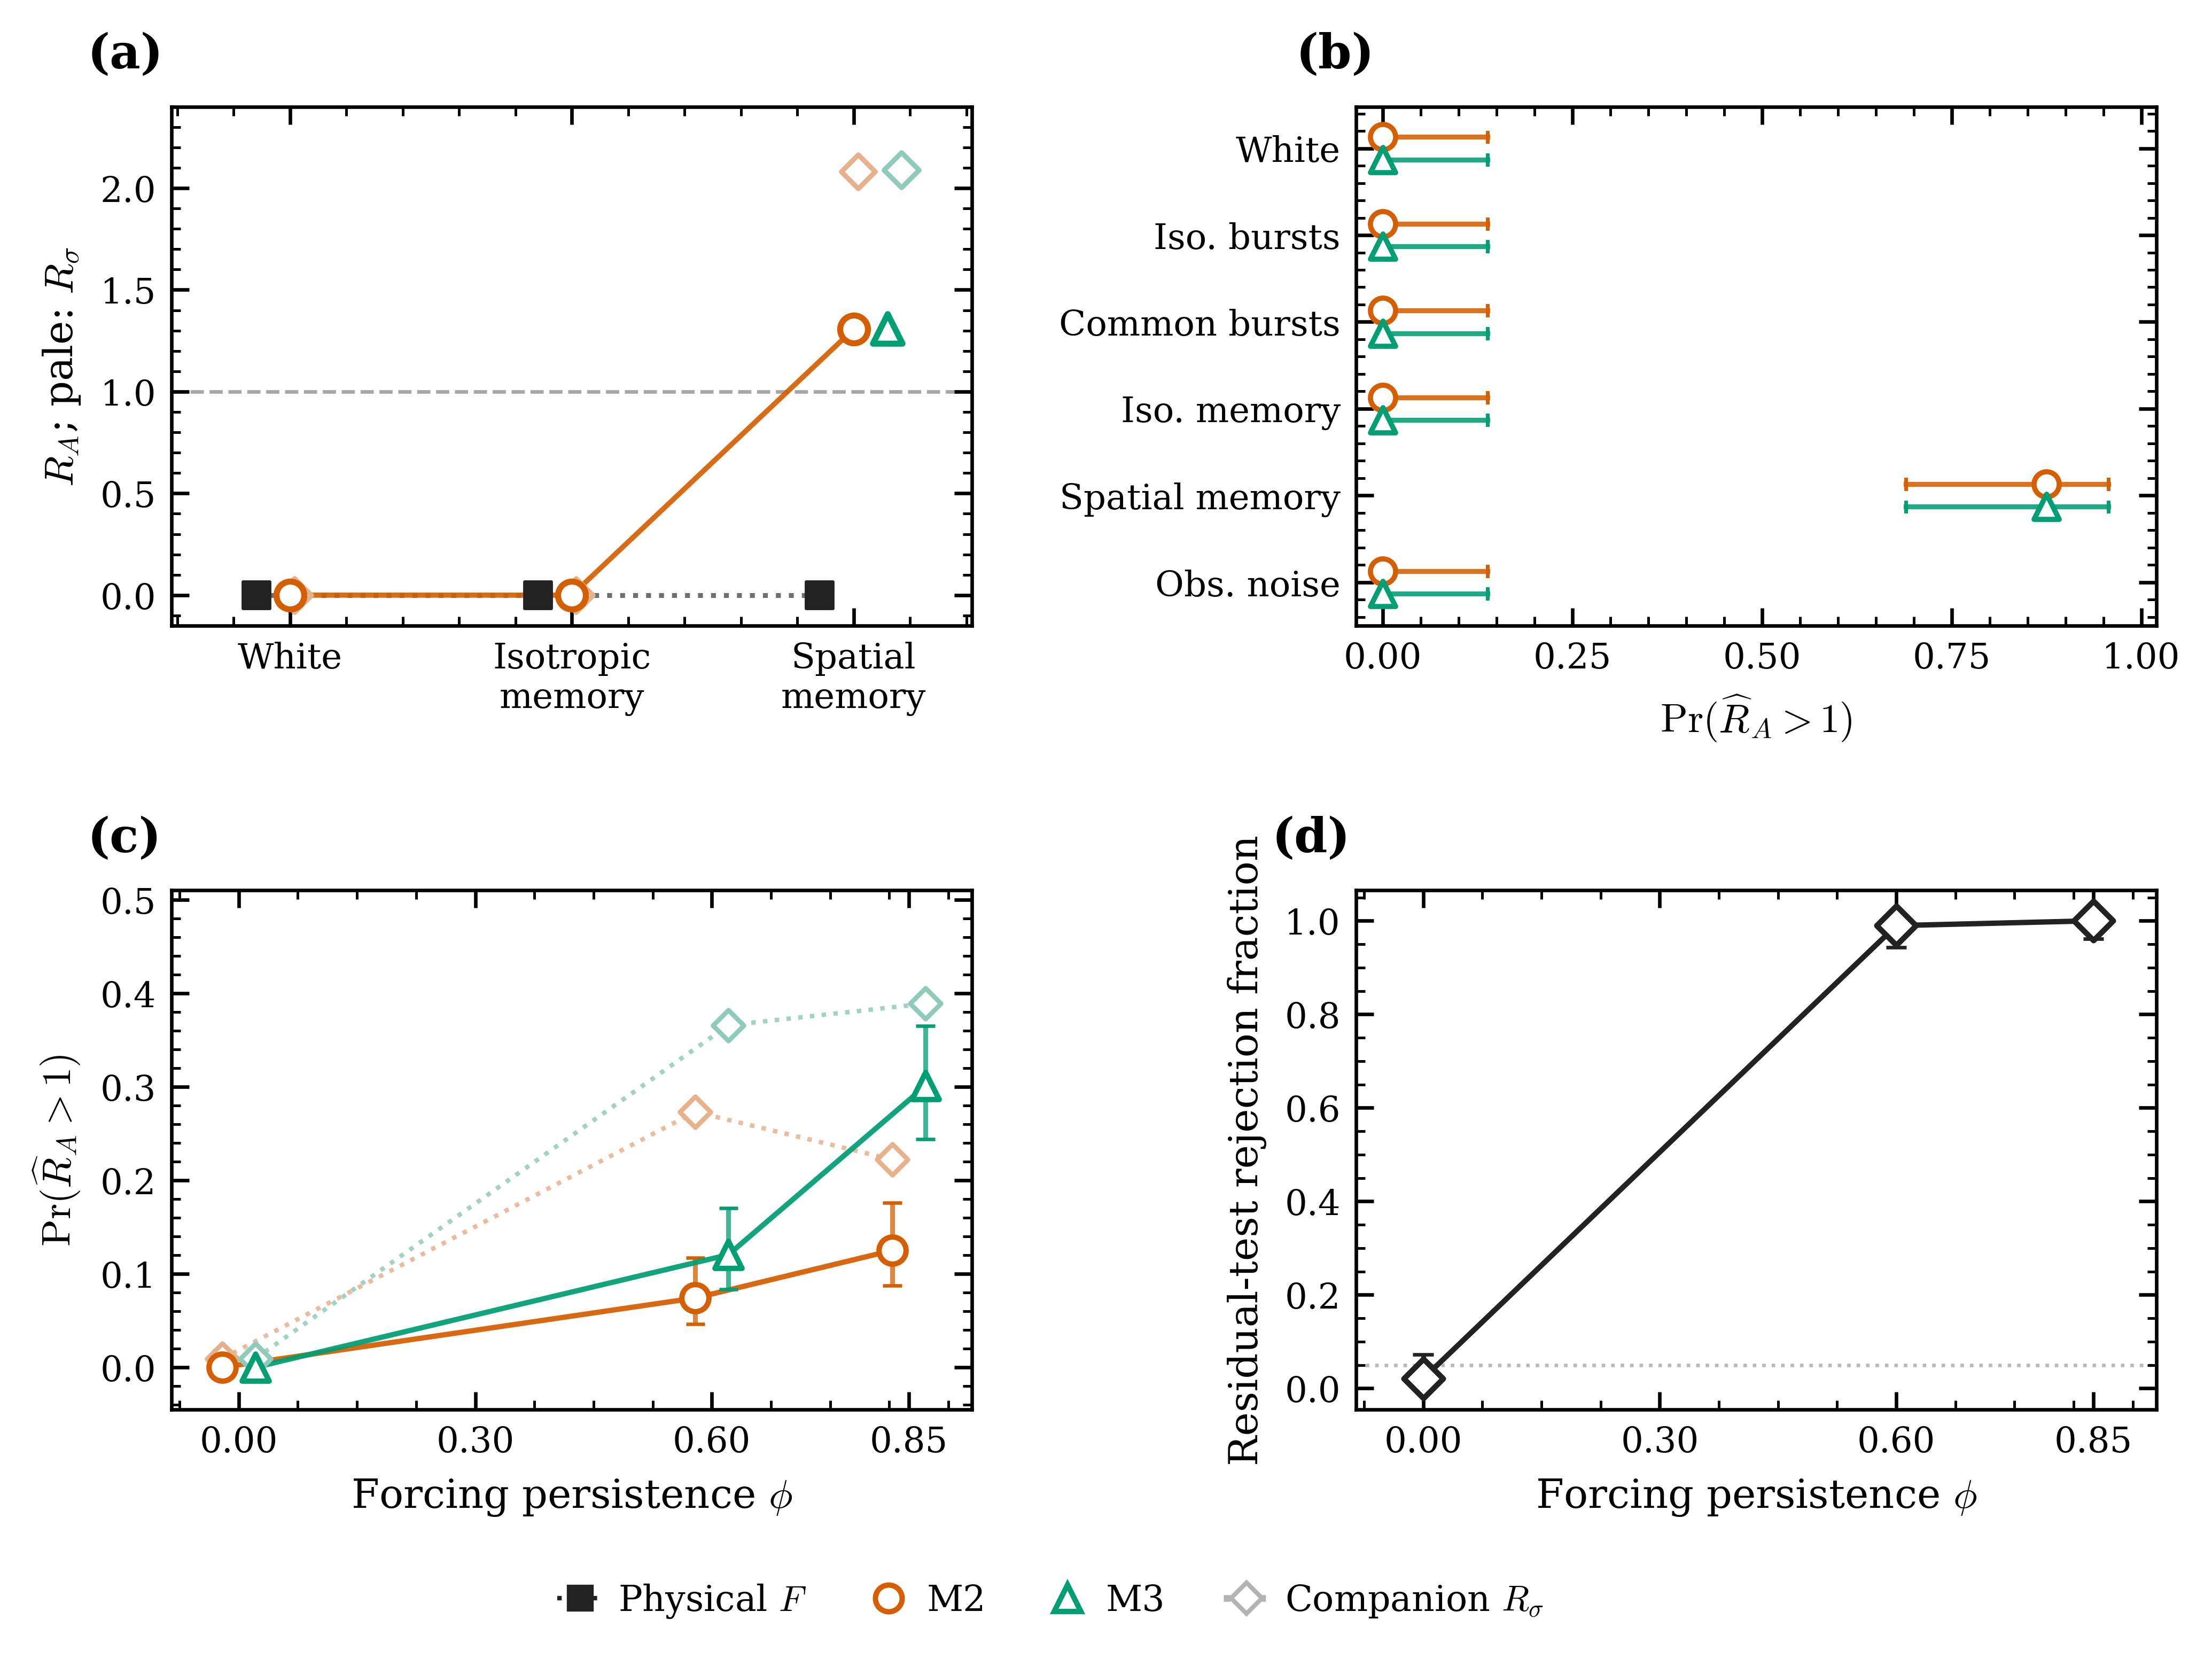 (a)
R_A; pale: R_σ
2.0
1.5
1.0
0.5
0.0
White
Isotropic
memory
Spatial
memory
(b)
White
Iso. bursts
Common bursts
Iso. memory
Spatial memory
Obs. noise
0.00 0.25 0.50 0.75 1.00
Pr(R̂_A > 1)
(c)
Pr(R̂_A > 1)
0.5
0.4
0.3
0.2
0.1
0.0
0.00 0.30 0.60 0.85
Forcing persistence ϕ
(d)
Residual-test rejection fraction
1.0
0.8
0.6
0.4
0.2
0.0
0.00 0.30 0.60 0.85
Forcing persistence ϕ
Physical F M2 M3 Companion R_σ